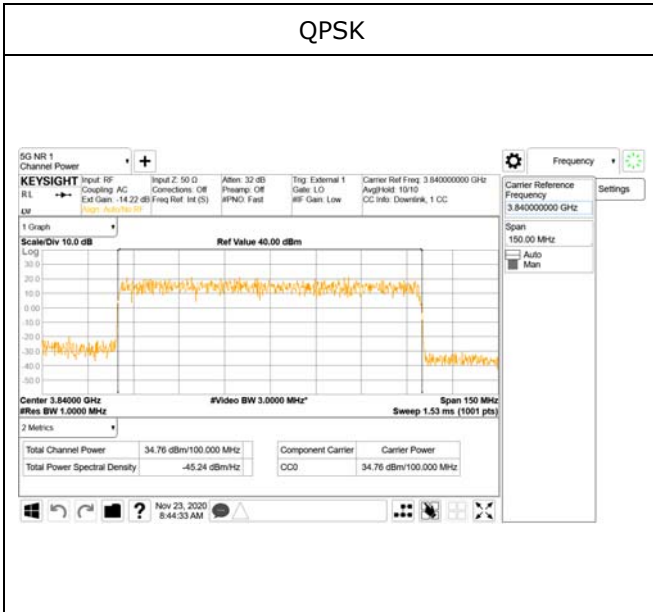 QPSK
5G NR 1
Channel Power
Frequency
KEYSIGHT
Input: RF
Input Z: 50 Ω
Atten: 32 dB
Trig: External 1
Carrier Ref Freq: 3.840000000 GHz
R L
Coupling: AC
Corrections: Off
Preamp: Off
Gate: LO
Avg|Hold: 10/10
Ext Gain: -14.22 dB
Freq Ref: Int (S)
#PNO: Fast
#IF Gain: Low
CC Info: Downlink, 1 CC
Align: Auto/No RF
Carrier Reference
Frequency
3.840000000 GHz
Settings
Span
150.00 MHz
Auto
Man
1 Graph
Scale/Div 10.0 dB
Ref Value 40.00 dBm
Log
30.0
20.0
10.0
0.00
-10.0
-20.0
-30.0
-40.0
-50.0
Center 3.84000 GHz
#Video BW 3.0000 MHz*
Span 150 MHz
#Res BW 1.0000 MHz
Sweep 1.53 ms (1001 pts)
2 Metrics
Total Channel Power
34.76 dBm/100.000 MHz
Component Carrier
Carrier Power
Total Power Spectral Density
-45.24 dBm/Hz
CC0
34.76 dBm/100.000 MHz
?
Nov 23, 2020
8:44:33 AM